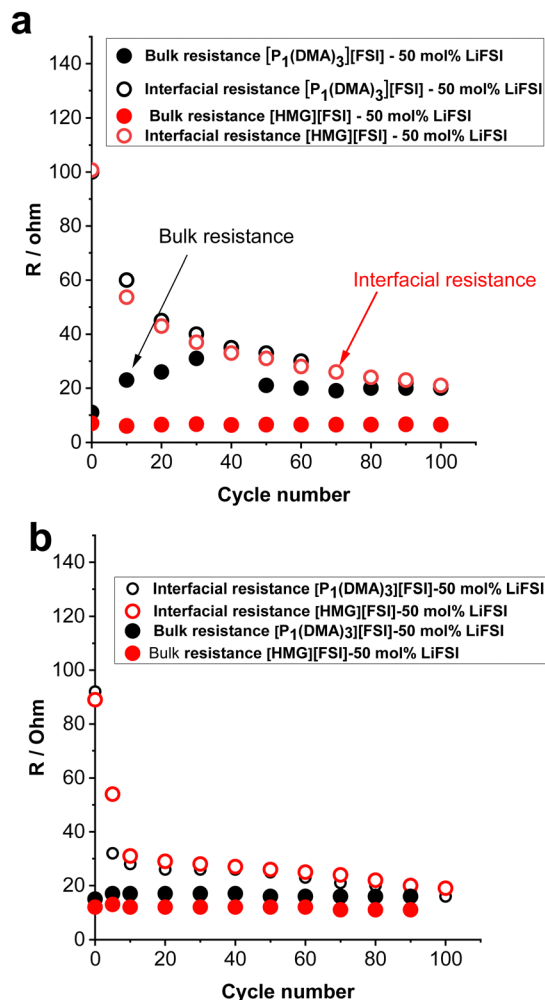 a
140
120
100
80
60
40
20
0
R / ohm
● Bulk resistance [P₁(DMA)₃][FSI] - 50 mol% LiFSI
○ Interfacial resistance [P₁(DMA)₃][FSI] - 50 mol% LiFSI
● Bulk resistance [HMG][FSI] - 50 mol% LiFSI
○ Interfacial resistance [HMG][FSI] - 50 mol% LiFSI
Bulk resistance
Interfacial resistance
0 20 40 60 80 100
Cycle number
b
140
120
100
80
60
40
20
0
R / Ohm
○ Interfacial resistance [P₁(DMA)₃][FSI]-50 mol% LiFSI
○ Interfacial resistance [HMG][FSI]-50 mol% LiFSI
● Bulk resistance [P₁(DMA)₃][FSI]-50 mol% LiFSI
● Bulk resistance [HMG][FSI]-50 mol% LiFSI
0 20 40 60 80 100
Cycle number